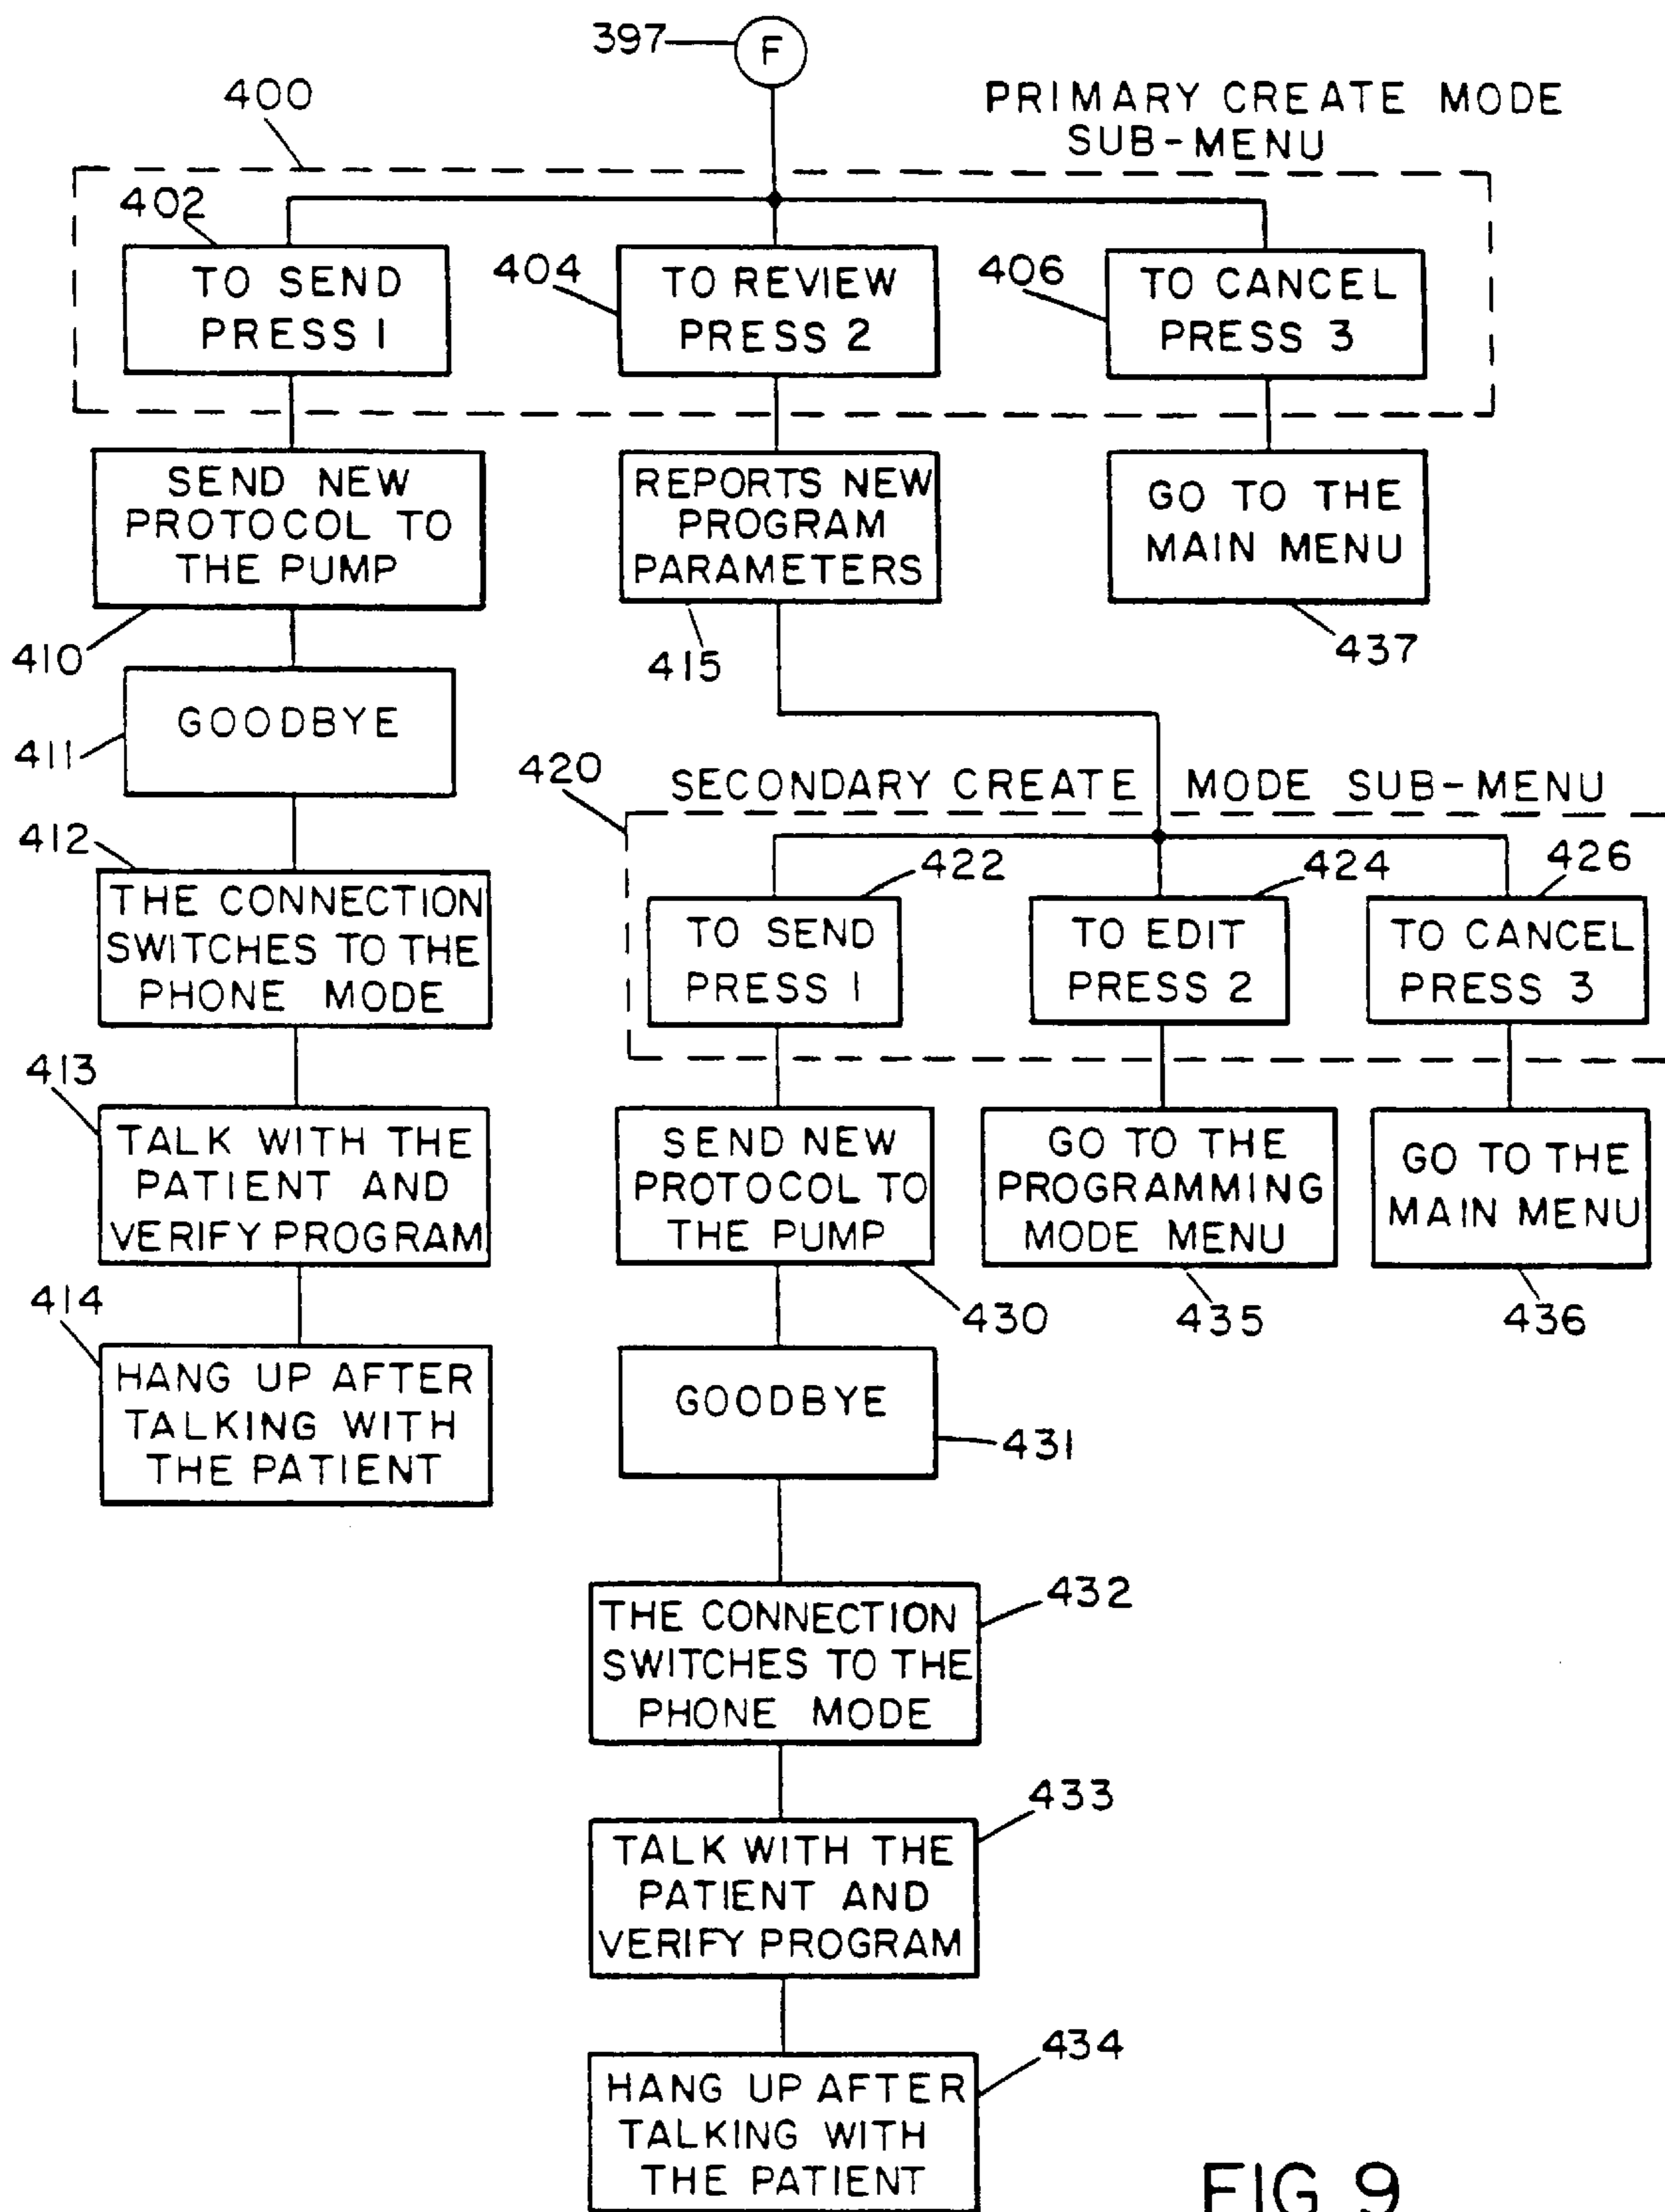 397
F
400
PRIMARY CREATE MODE
SUB-MENU
402
TO SEND
PRESS 1
404
TO REVIEW
PRESS 2
406
TO CANCEL
PRESS 3
SEND NEW
PROTOCOL TO
THE PUMP
410
REPORTS NEW
PROGRAM
PARAMETERS
415
GO TO THE
MAIN MENU
437
GOODBYE
411
412
THE CONNECTION
SWITCHES TO THE
PHONE MODE
413
TALK WITH THE
PATIENT AND
VERIFY PROGRAM
414
HANG UP AFTER
TALKING WITH
THE PATIENT
420
SECONDARY CREATE MODE SUB-MENU
422
TO SEND
PRESS 1
424
TO EDIT
PRESS 2
426
TO CANCEL
PRESS 3
SEND NEW
PROTOCOL TO
THE PUMP
430
GO TO THE
PROGRAMMING
MODE MENU
435
GO TO THE
MAIN MENU
436
GOODBYE
431
THE CONNECTION
SWITCHES TO THE
PHONE MODE
432
TALK WITH THE
PATIENT AND
VERIFY PROGRAM
433
HANG UP AFTER
TALKING WITH
THE PATIENT
434
FIG 9